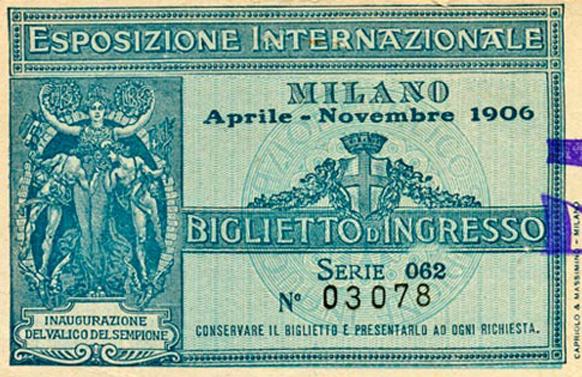 ESPOSIZIONE INTERNAZIONALE
MILANO
Aprile - Novembre 1906
BIGLIETTO D'INGRESSO
SERIE 062
No 03078
CONSERVARE IL BIGLIETTO E PRESENTARLO AD OGNI RICHIESTA.
INAUGURAZIONE
DEL VALICO DEL SEMPIONE
CAPRIOLO & MASSIMINO - MILANO